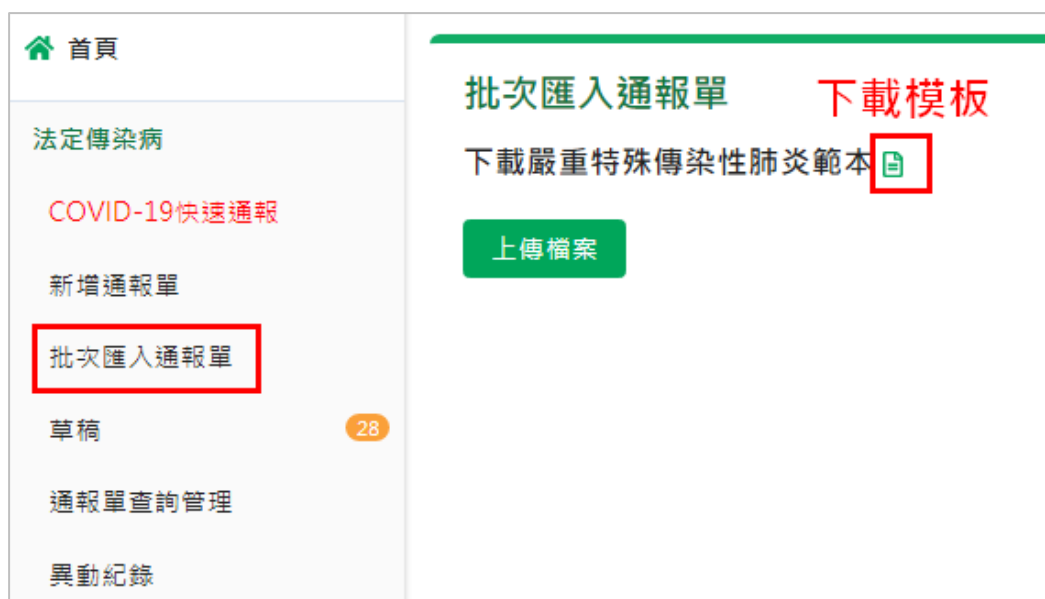 首頁
法定傳染病
COVID-19快速通報
新增通報單
批次匯入通報單
草稿 28
通報單查詢管理
異動紀錄
批次匯入通報單 下載模板
下載嚴重特殊傳染性肺炎範本
上傳檔案